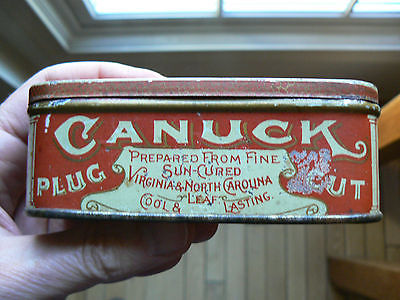 CANUCK
PLUG
PREPARED FROM FINE
SUN-CURED
VIRGINIA & NORTH CAROLINA
LEAF
COOL & LASTING.